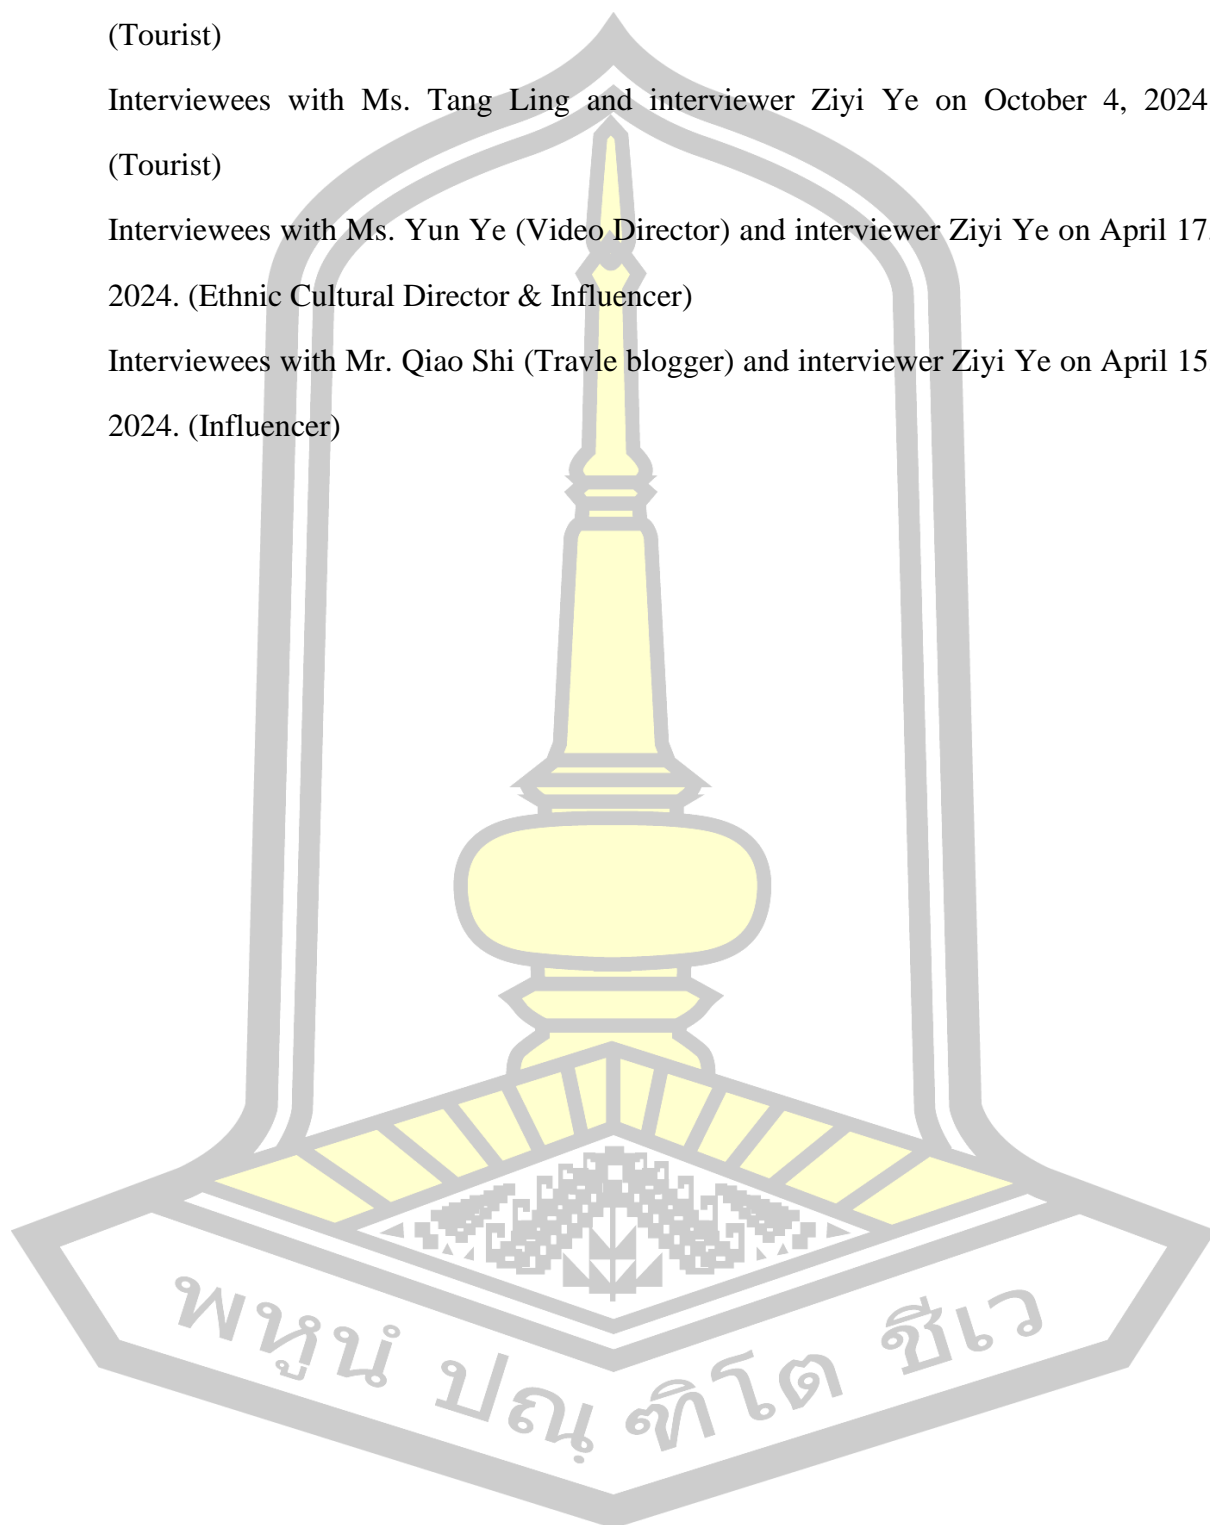 (Tourist)
Interviewees with Ms. Tang Ling and interviewer Ziyi Ye on October 4, 2024
(Tourist)
Interviewees with Ms. Yun Ye (Video Director) and interviewer Ziyi Ye on April 17,
2024. (Ethnic Cultural Director & Influencer)
Interviewees with Mr. Qiao Shi (Travle blogger) and interviewer Ziyi Ye on April 15
2024. (Influencer)
พหูนํ ปณฺฑิโต ชีเว